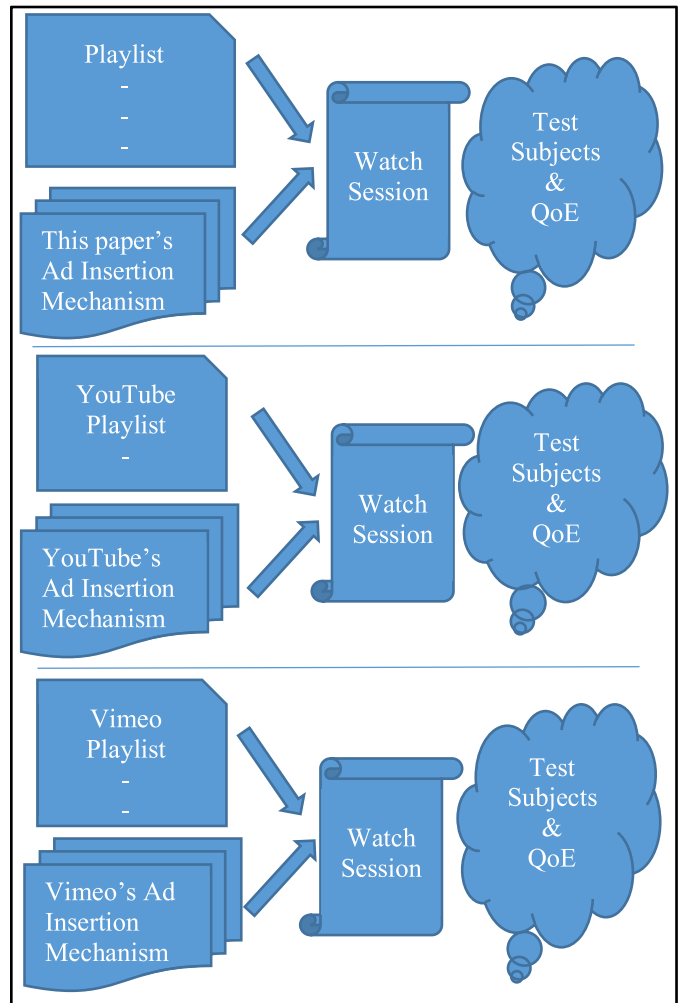 Playlist
-
-
-
This paper's
Ad Insertion
Mechanism
Watch
Session
Test
Subjects
&
QoE
YouTube
Playlist
-
YouTube's
Ad Insertion
Mechanism
Watch
Session
Test
Subjects
&
QoE
Vimeo
Playlist
-
-
Vimeo's Ad
Insertion
Mechanism
Watch
Session
Test
Subjects
&
QoE